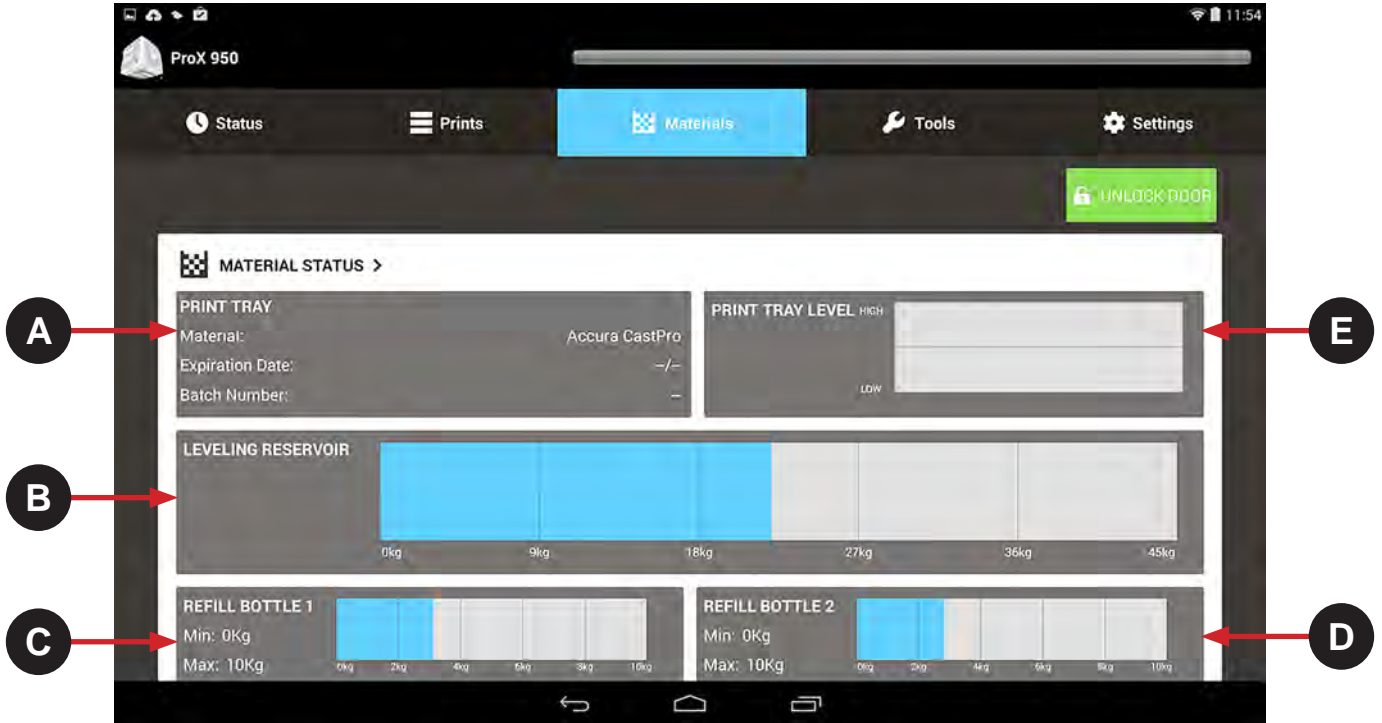 11:54
ProX 950
Status Prints Materials Tools Settings
UNLOCK DOOR
MATERIAL STATUS >
A
PRINT TRAY
Material: Accura CastPro
Expiration Date: –/–
Batch Number: –
PRINT TRAY LEVEL HIGH
LOW
E
B
LEVELING RESERVOIR
0kg 9kg 18kg 27kg 36kg 45kg
C
REFILL BOTTLE 1
Min: 0Kg
Max: 10Kg
0kg 2kg 4kg 6kg 8kg 10kg
REFILL BOTTLE 2
Min: 0Kg
Max: 10Kg
0kg 2kg 4kg 6kg 8kg 10kg
D